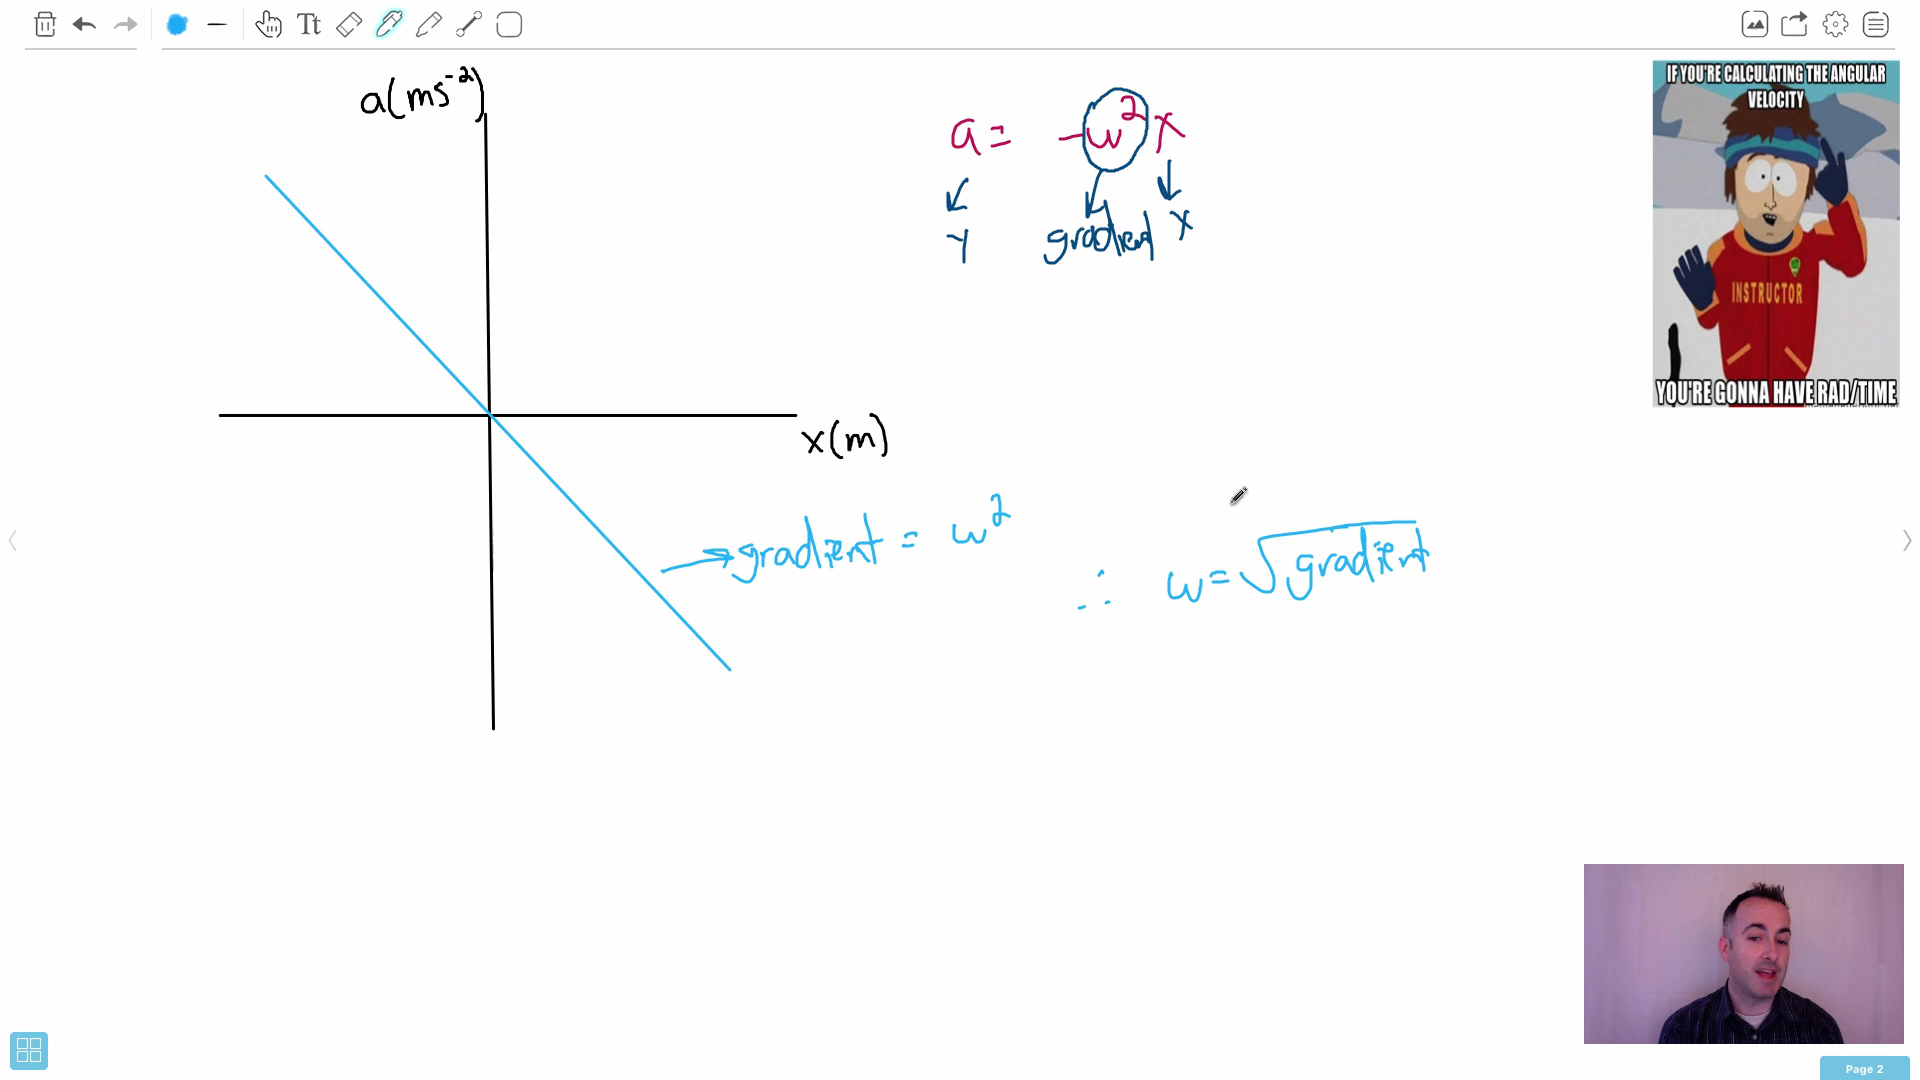 Tt
a(ms⁻²)
a = -ω²x
Y gradient x
x(m)
gradient = ω²
∴ ω = √gradient
IF YOU'RE CALCULATING THE ANGULAR
VELOCITY
INSTRUCTOR
YOU'RE GONNA HAVE RAD/TIME
Page 2